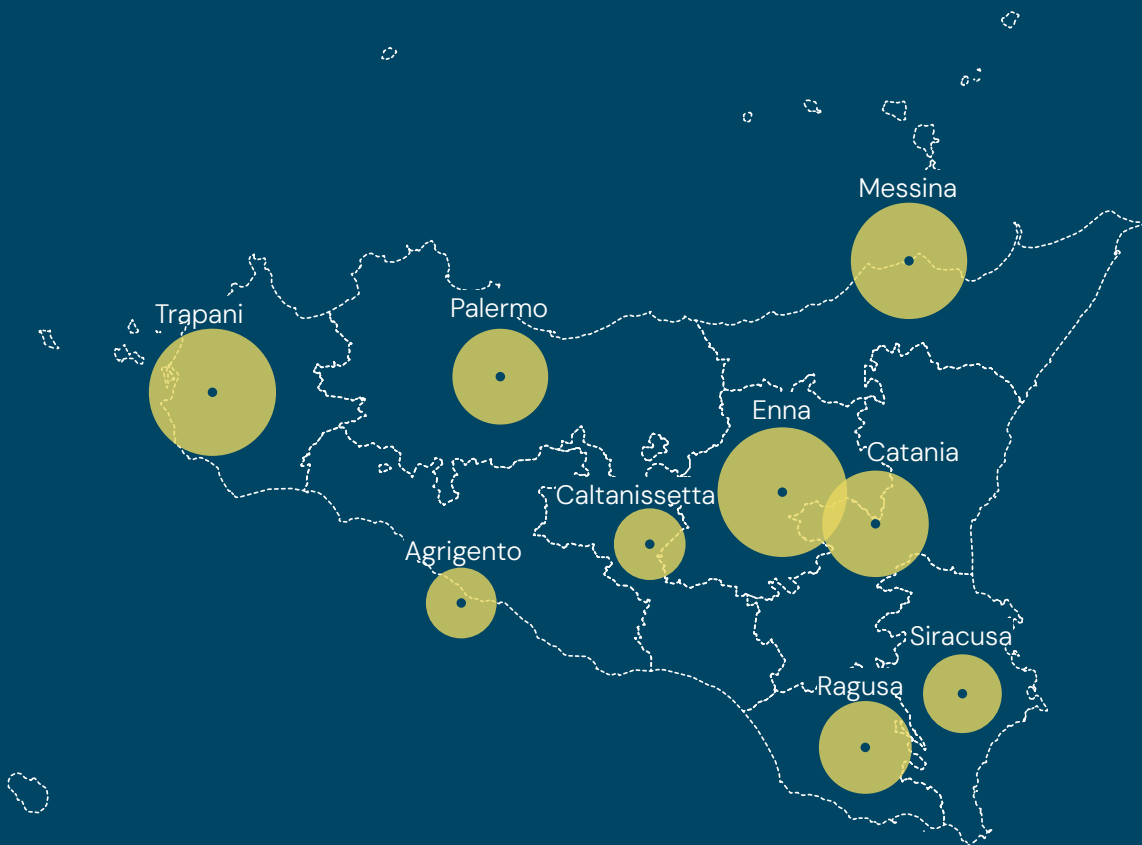 Messina
Palermo
Trapani
Enna
Catania
Caltanissetta
Agrigento
Siracusa
Ragusa